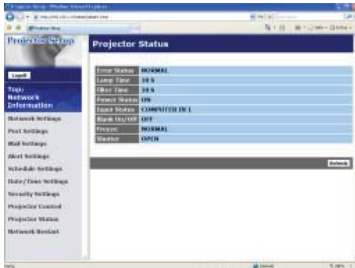 Projector Setup
Logoff
Top:
Network
Information
Network Settings
Port Settings
Mail Settings
Alert Settings
Schedule Settings
Date/Time Settings
Security Settings
Projector Control
Projector Status
Network Restart
Projector Status
Error Status NORMAL
Lamp Time
Filter Time
Power Status ON
Input Status COMPUTER IN 1
Blank On/Off OFF
Freeze NORMAL
Shutter OPEN
Refresh